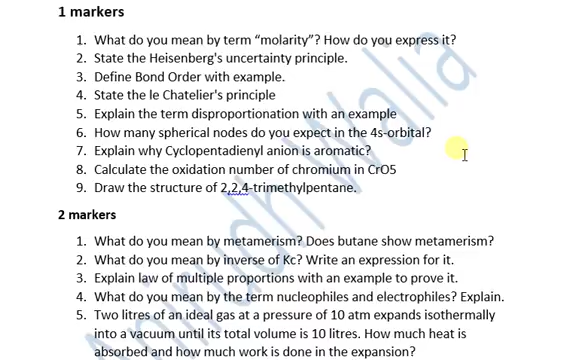 1 markers
1. What do you mean by term “molarity”? How do you express it?
2. State the Heisenberg's uncertainty principle.
3. Define Bond Order with example.
4. State the le Chatelier's principle
5. Explain the term disproportionation with an example
6. How many spherical nodes do you expect in the 4s-orbital?
7. Explain why Cyclopentadienyl anion is aromatic?
8. Calculate the oxidation number of chromium in CrO5
9. Draw the structure of 2,2,4-trimethylpentane.
2 markers
1. What do you mean by metamerism? Does butane show metamerism?
2. What do you mean by inverse of Kc? Write an expression for it.
3. Explain law of multiple proportions with an example to prove it.
4. What do you mean by the term nucleophiles and electrophiles? Explain.
5. Two litres of an ideal gas at a pressure of 10 atm expands isothermally
into a vacuum until its total volume is 10 litres. How much heat is
absorbed and how much work is done in the expansion?
Anirudh Walia